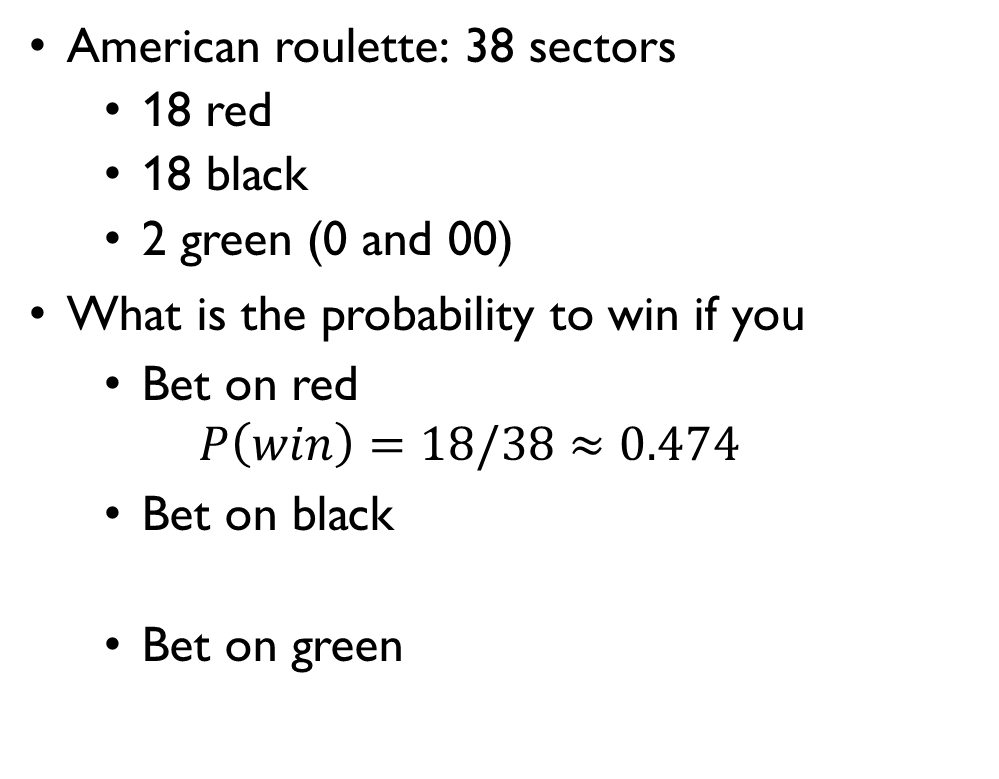 • American roulette: 38 sectors
• 18 red
• 18 black
• 2 green (0 and 00)
• What is the probability to win if you
• Bet on red
P(win) = 18/38 ≈ 0.474
• Bet on black
• Bet on green